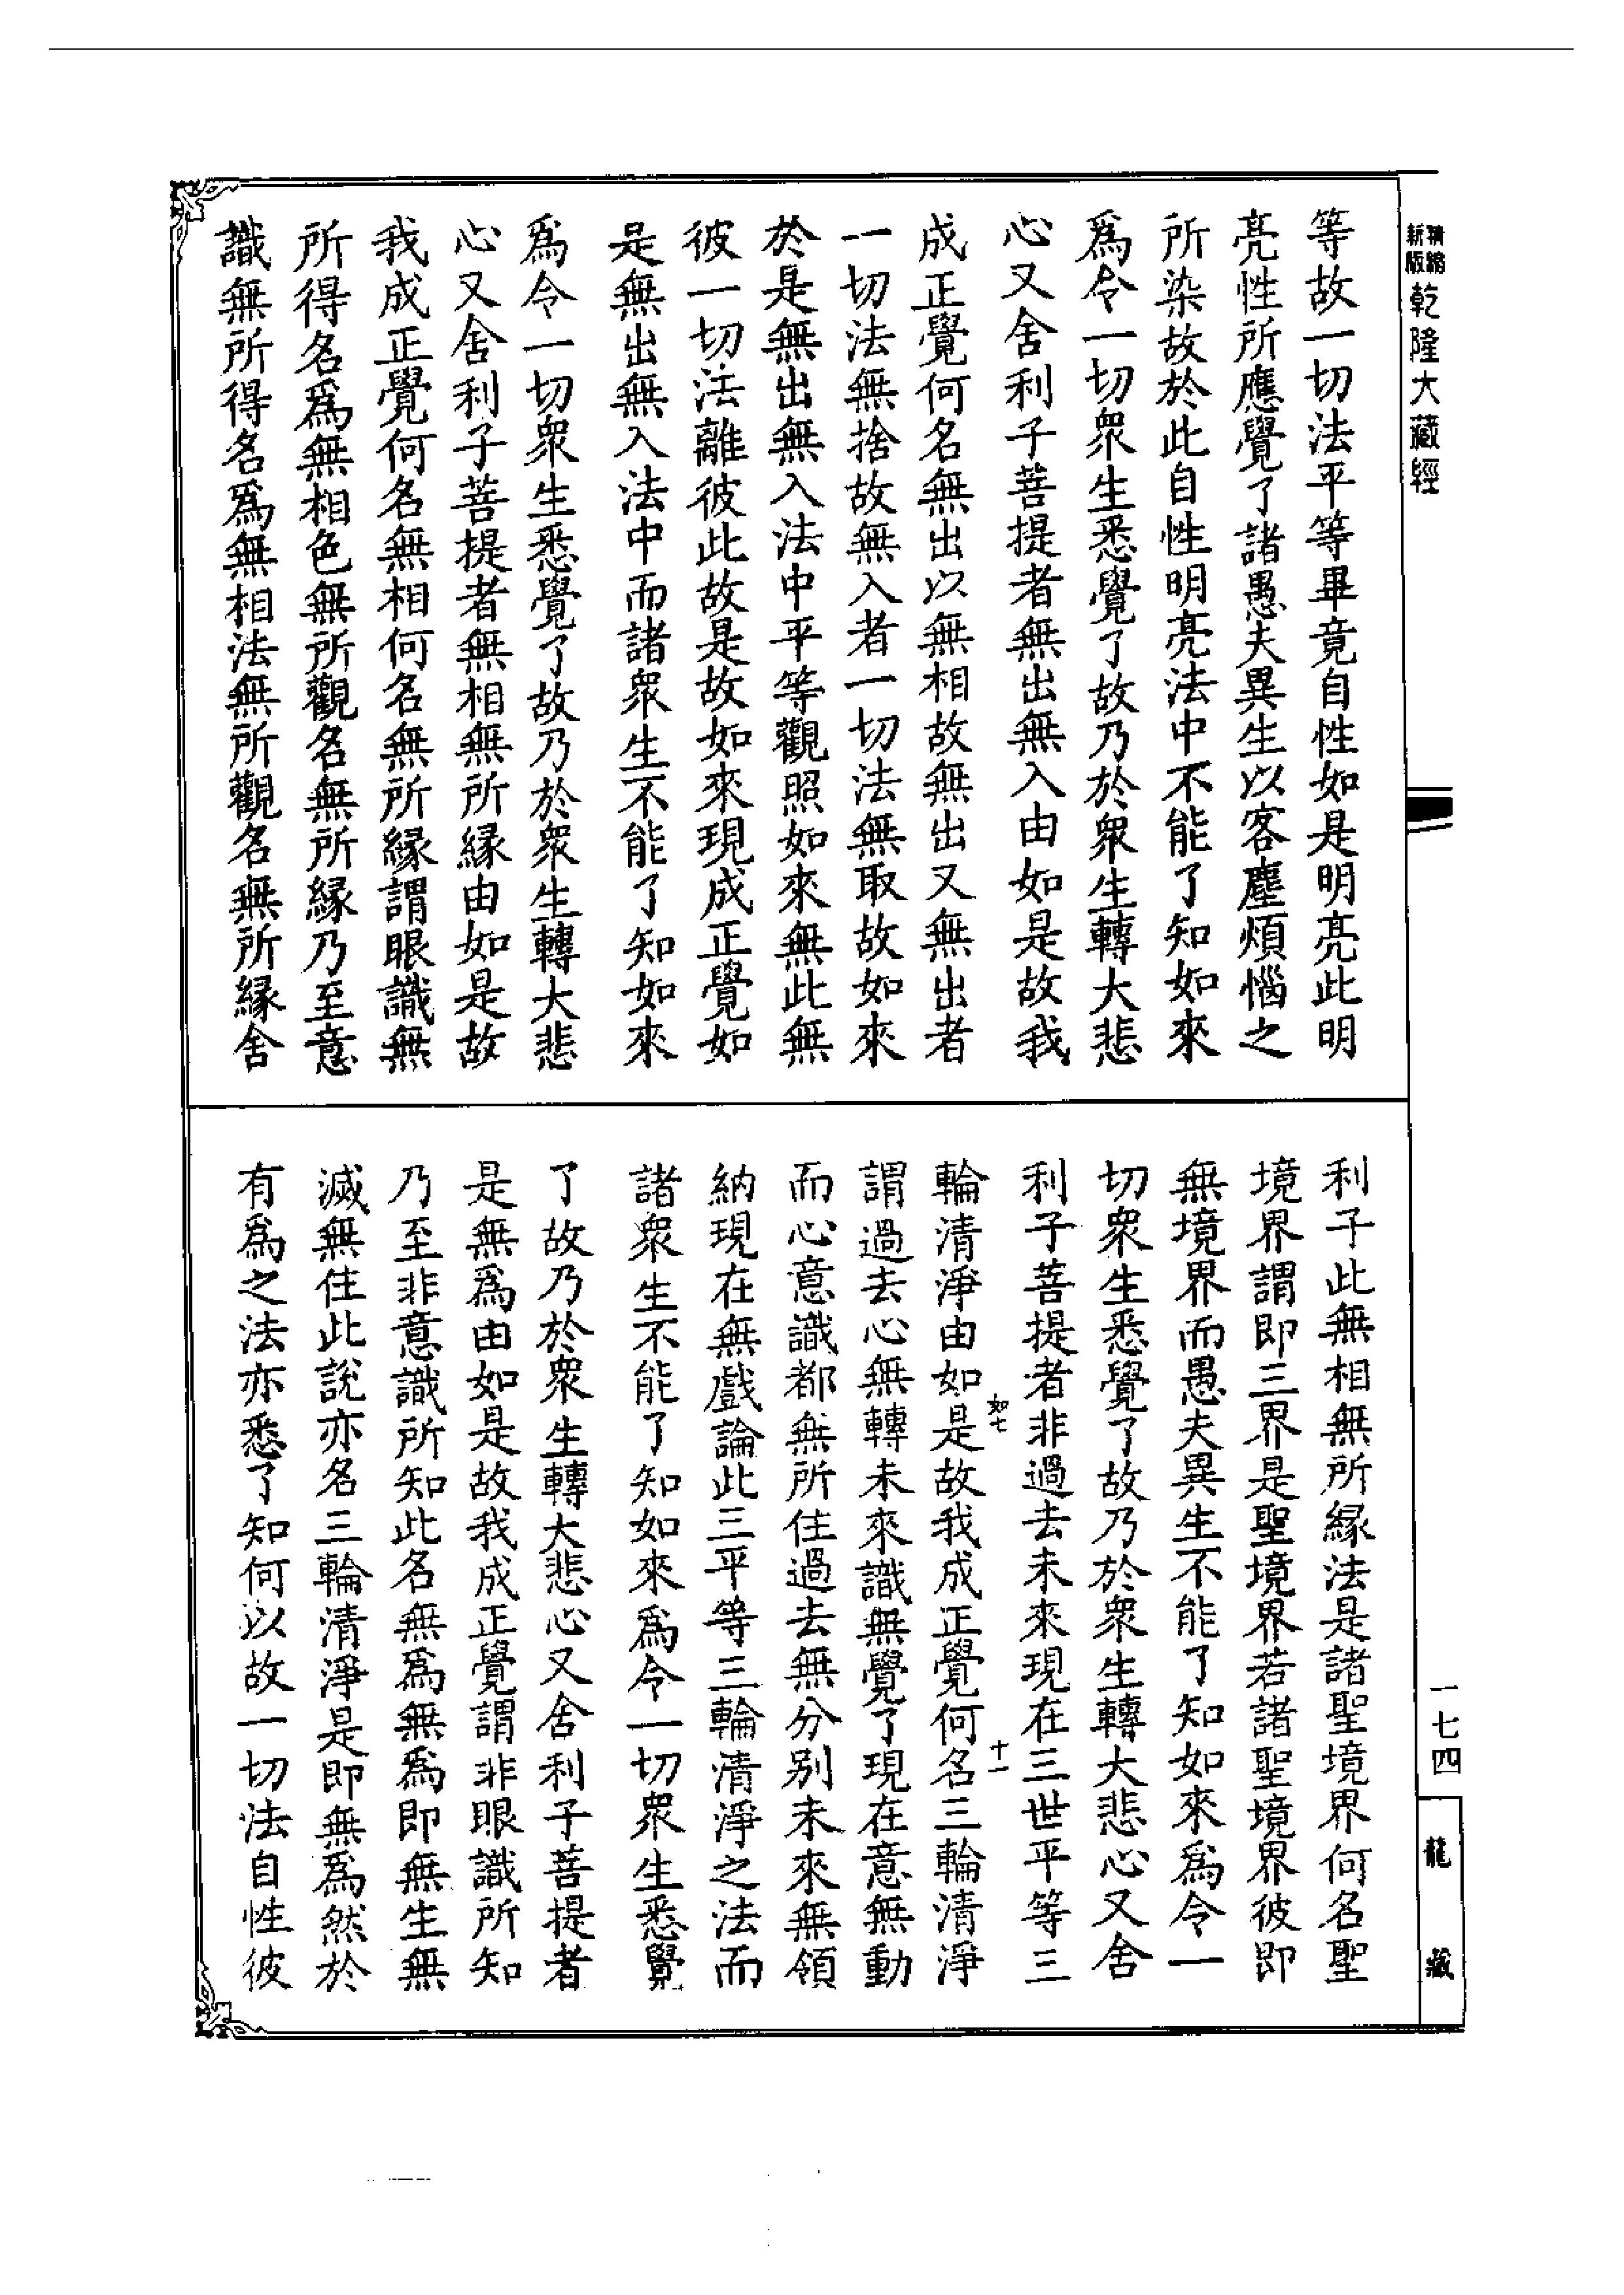 精縮新版乾隆大藏經
等故一切法平等畢竟自性如是明亮此明
亮性所應覺了諸愚夫異生以客塵煩惱之
所染故於此自性明亮法中不能了知如來
爲令一切衆生悉覺了故乃於衆生轉大悲
心又舍利子菩提者無出無入由如是故我
成正覺何名無出以無相故無出又無出者
一切法無捨故無入者一切法無取故如來
於是無出無入法中平等觀照如來無此無
彼一切法離彼此故是故如來現成正覺如
是無出無入法中而諸衆生不能了知如來
爲令一切衆生悉覺了故乃於衆生轉大悲
心又舍利子菩提者無相無所緣由如是故
我成正覺何名無相何名無所緣謂眼識無
所得名爲無相色無所觀名無所緣乃至意
識無所得名爲無相法無所觀名無所緣舍
利子此無相無所緣法是諸聖境界何名聖
境界謂即三界是聖境界若諸聖境界彼即
無境界而愚夫異生不能了知如來爲令一
切衆生悉覺了故乃於衆生轉大悲心又舍
利子菩提者非過去未來現在三世平等三
輪清淨由如是故我成正覺何名三輪清淨
如七
十一
謂過去心無轉未來識無覺了現在意無動
而心意識都無所住過去無分別未來無領
納現在無戲論此三平等三輪清淨之法而
諸衆生不能了知如來爲令一切衆生悉覺
了故乃於衆生轉大悲心又舍利子菩提者
是無爲由如是故我成正覺謂非眼識所知
乃至非意識所知此名無爲無爲即無生無
滅無住此說亦名三輪清淨是即無爲然於
有爲之法亦悉了知何以故一切法自性彼
一七四
龍藏